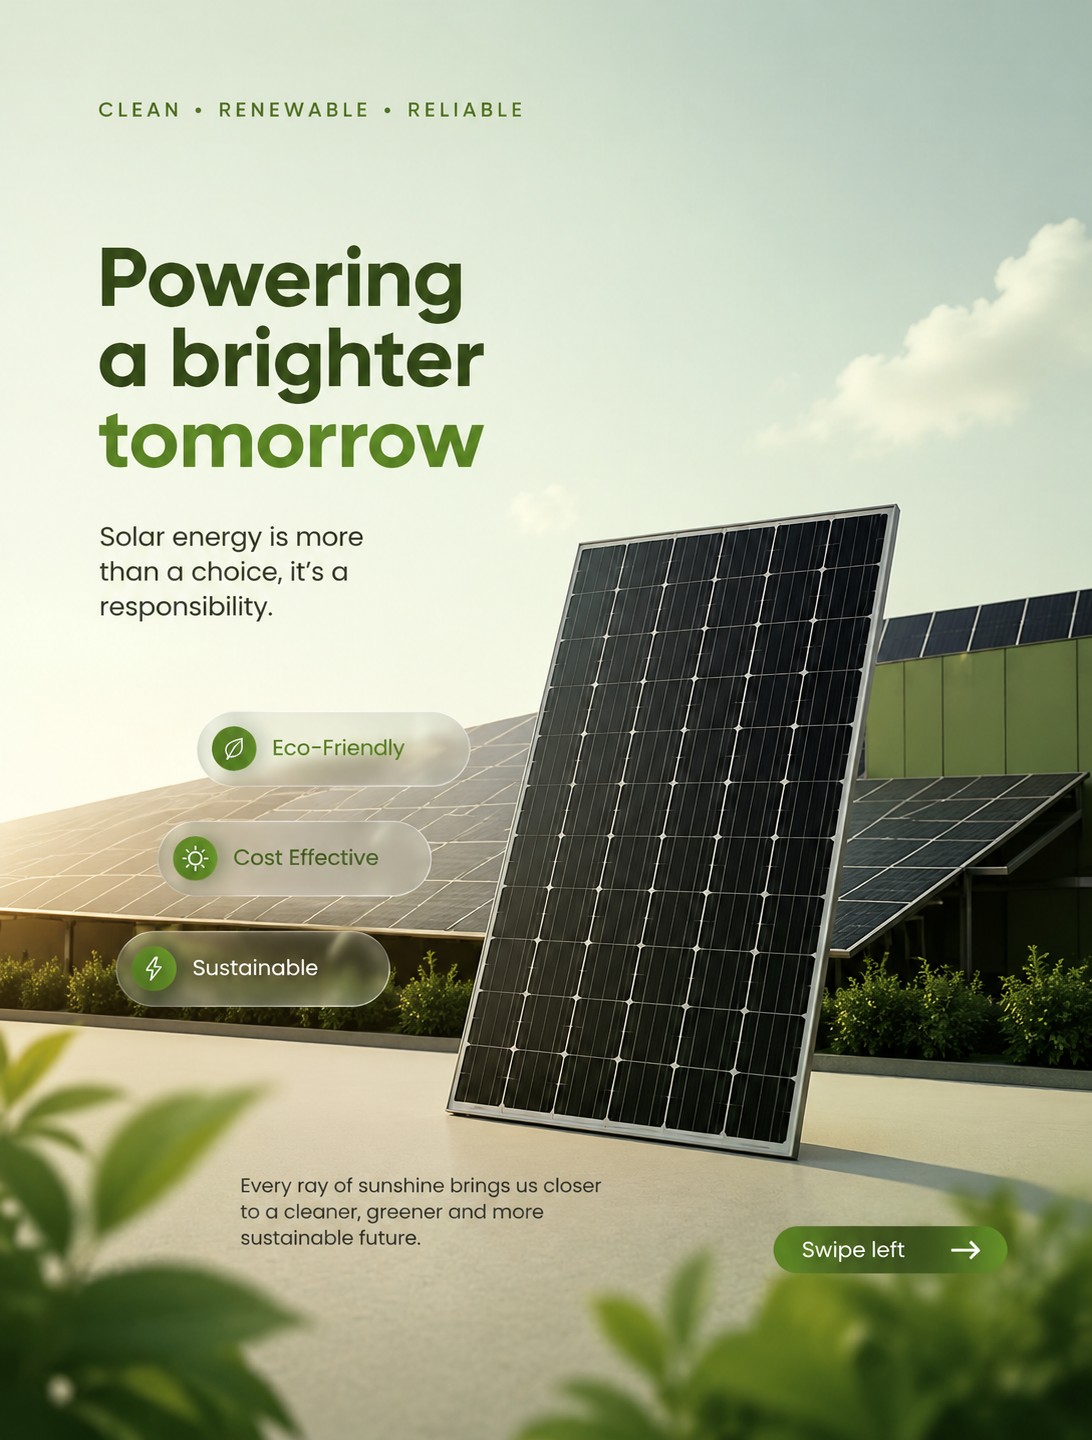 CLEAN • RENEWABLE • RELIABLE
Powering
a brighter
tomorrow
Solar energy is more
than a choice, it’s a
responsibility.
Eco-Friendly
Cost Effective
Sustainable
Every ray of sunshine brings us closer
to a cleaner, greener and more
sustainable future.
Swipe left